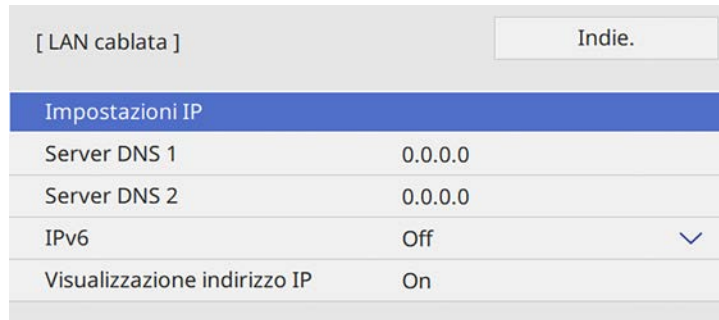 [ LAN cablata ]
Indie.
Impostazioni IP
Server DNS 1 0.0.0.0
Server DNS 2 0.0.0.0
IPv6 Off
Visualizzazione indirizzo IP On